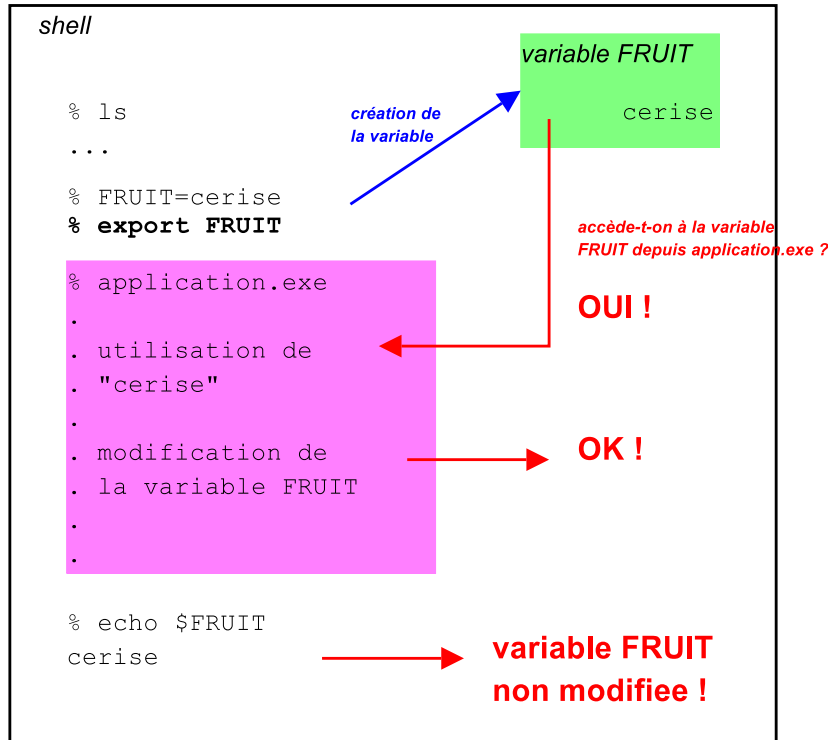 shell
variable FRUIT
cerise
% ls
...
création de
la variable
% FRUIT=cerise
% export FRUIT
accède-t-on à la variable
FRUIT depuis application.exe ?
OUI !
% application.exe
.
. utilisation de
. "cerise"
.
. modification de
. la variable FRUIT
.
.
OK !
% echo $FRUIT
cerise
variable FRUIT
non modifiee !